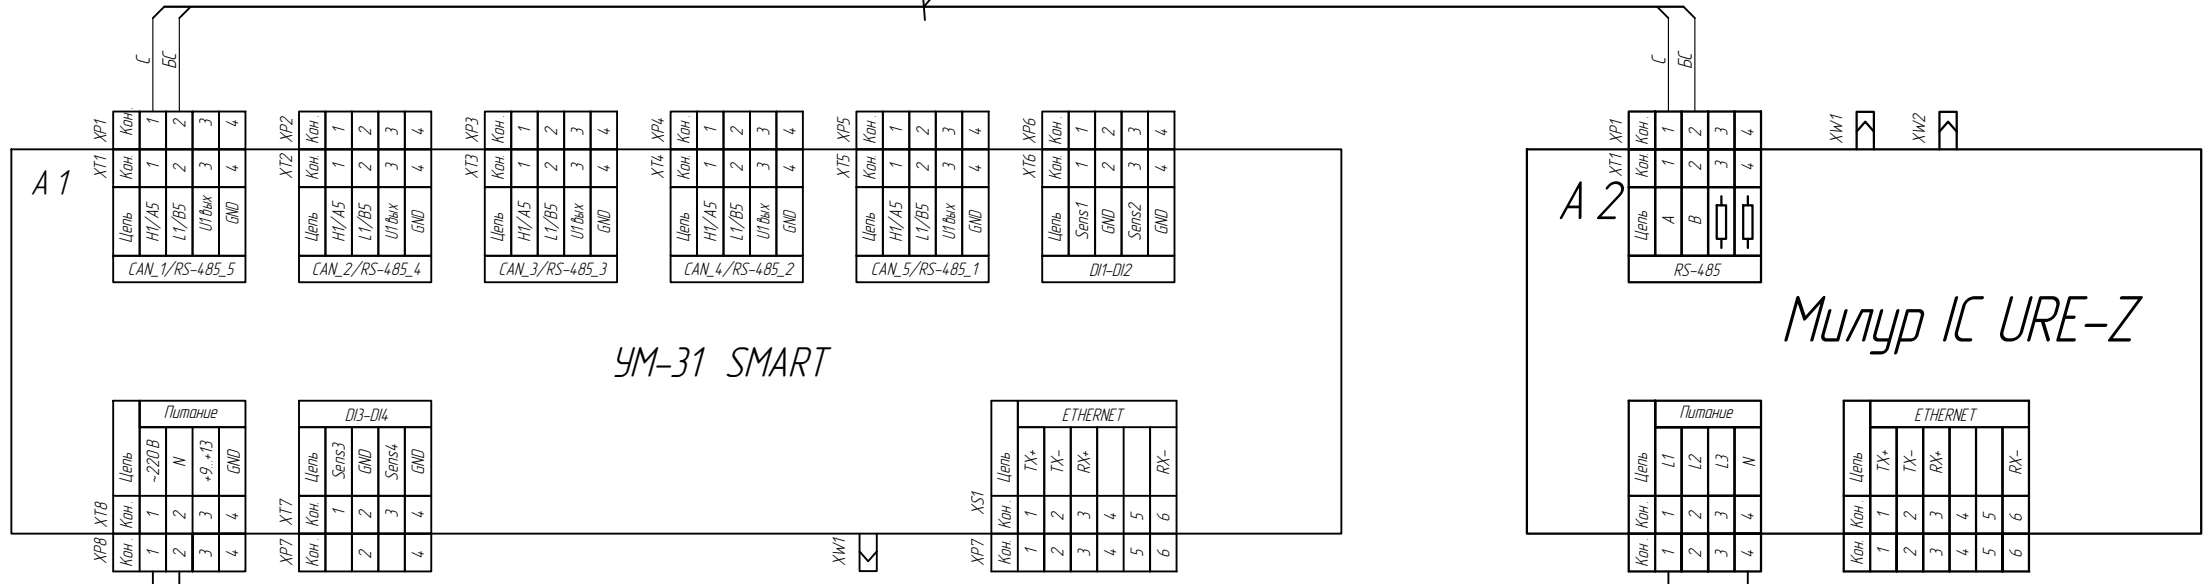 С БС
С БС
XP1 Кон. 1 2 3 4
XT1 Кон. 1 2 3 4
Цепь H1/A5 L1/B5 U1вых GND
CAN_1/RS-485_5
XP2 Кон. 1 2 3 4
XT2 Кон. 1 2 3 4
Цепь H1/A5 L1/B5 U1вых GND
CAN_2/RS-485_4
XP3 Кон. 1 2 3 4
XT3 Кон. 1 2 3 4
Цепь H1/A5 L1/B5 U1вых GND
CAN_3/RS-485_3
XP4 Кон. 1 2 3 4
XT4 Кон. 1 2 3 4
Цепь H1/A5 L1/B5 U1вых GND
CAN_4/RS-485_2
XP5 Кон. 1 2 3 4
XT5 Кон. 1 2 3 4
Цепь H1/A5 L1/B5 U1вых GND
CAN_5/RS-485_1
XP6 Кон. 1 2 3 4
XT6 Кон. 1 2 3 4
Цепь Sens1 GND Sens2 GND
DI1-DI2
A1
УМ-31 SMART
Питание
Цепь ~220В N +9...+13 GND
XT8 Кон. 1 2 3 4
XP8 Кон. 1 2 3 4
DI3-DI4
Цепь Sens3 GND Sens4 GND
XT7 Кон. 1 2 3 4
XP7 Кон. 2 4
XW1
ETHERNET
Цепь TX+ TX- RX+ RX-
XS1 Кон. 1 2 3 4 5 6
XP7 Кон. 1 2 3 4 5 6
XP1 Кон. 1 2 3 4
XT1 Кон. 1 2 3 4
Цепь A B
RS-485
XW1
XW2
A2
Милур IC URE-Z
Питание
Цепь L1 L2 L3 N
Кон. 1 2 3 4
Кон. 1 2 3 4
ETHERNET
Цепь TX+ TX- RX+ RX-
Кон. 1 2 3 4 5 6
Кон. 1 2 3 4 5 6